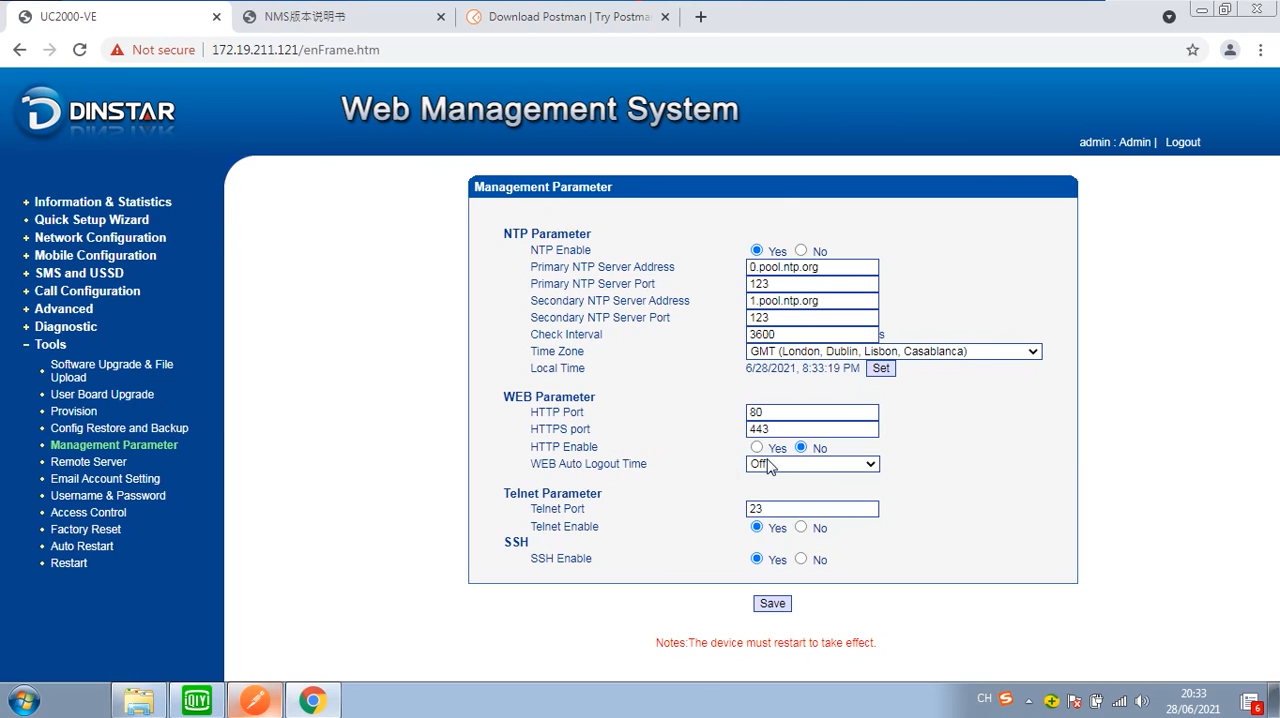 UC2000-VE
NMS版本说明书
Download Postman | Try Postma
Not secure
172.19.211.121/enFrame.htm
DINSTAR
Web Management System
admin : Admin | Logout
Information & Statistics
Quick Setup Wizard
Network Configuration
Mobile Configuration
SMS and USSD
Call Configuration
Advanced
Diagnostic
Tools
Software Upgrade & File
Upload
User Board Upgrade
Provision
Config Restore and Backup
Management Parameter
Remote Server
Email Account Setting
Username & Password
Access Control
Factory Reset
Auto Restart
Restart
Management Parameter
NTP Parameter
NTP Enable Yes No
Primary NTP Server Address 0.pool.ntp.org
Primary NTP Server Port 123
Secondary NTP Server Address 1.pool.ntp.org
Secondary NTP Server Port 123
Check Interval 3600 s
Time Zone GMT (London, Dublin, Lisbon, Casablanca)
Local Time 6/28/2021, 8:33:19 PM Set
WEB Parameter
HTTP Port 80
HTTPS port 443
HTTP Enable Yes No
WEB Auto Logout Time Off
Telnet Parameter
Telnet Port 23
Telnet Enable Yes No
SSH
SSH Enable Yes No
Save
Notes:The device must restart to take effect.
QIY
CH
20:33
28/06/2021
6